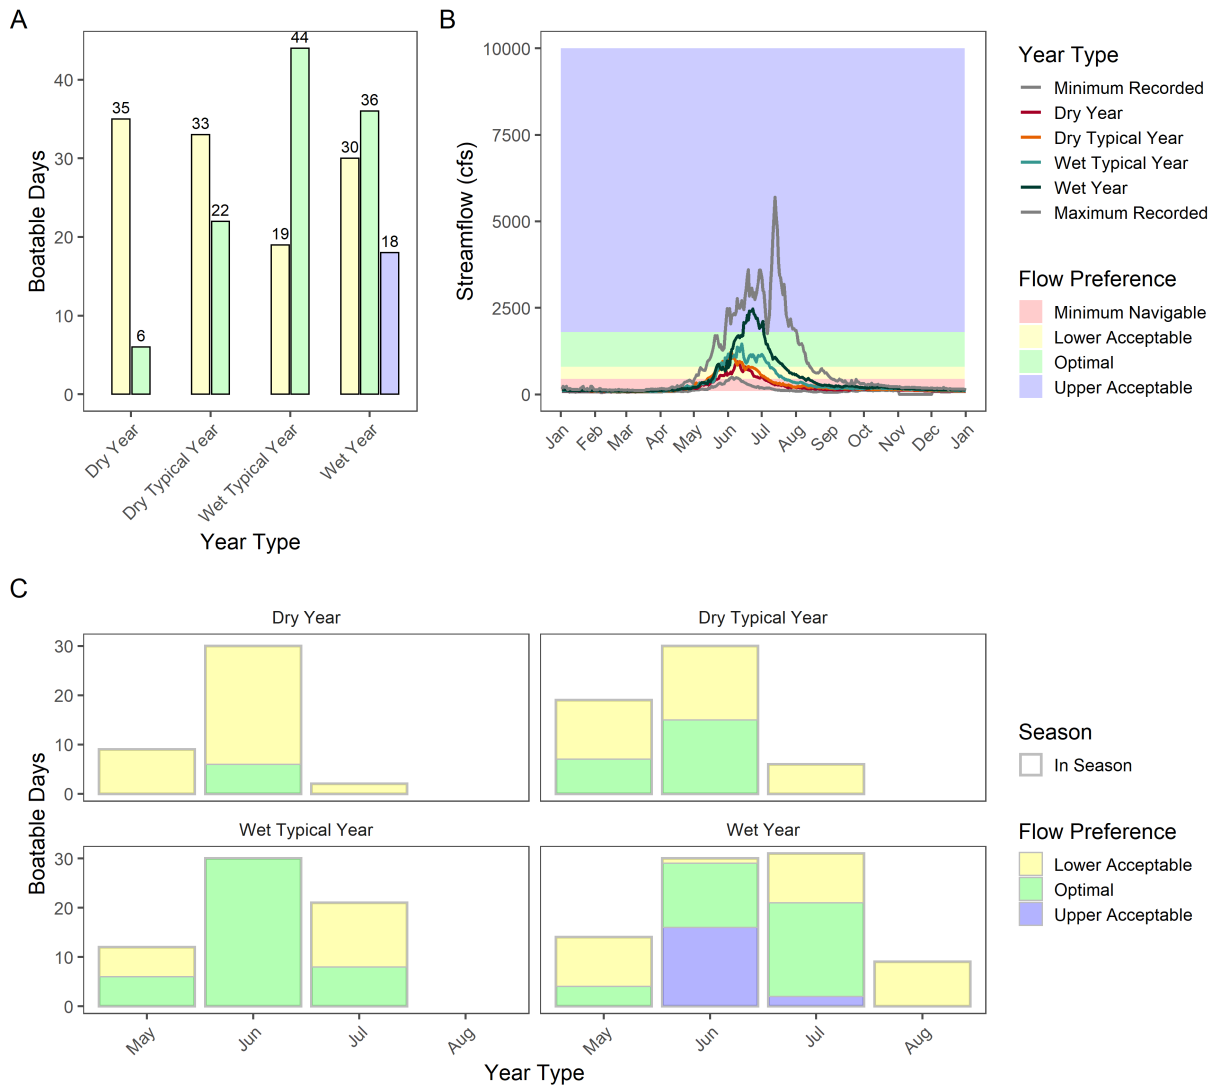 A
Boatable Days
40
30
20
10
0
35
6
33
22
19
44
30
36
18
Dry Year
Dry Typical Year
Wet Typical Year
Wet Year
Year Type
B
Streamflow (cfs)
10000
7500
5000
2500
0
Jan
Feb
Mar
Apr
May
Jun
Jul
Aug
Sep
Oct
Nov
Dec
Jan
Year Type
Minimum Recorded
Dry Year
Dry Typical Year
Wet Typical Year
Wet Year
Maximum Recorded
Flow Preference
Minimum Navigable
Lower Acceptable
Optimal
Upper Acceptable
C
Boatable Days
Dry Year
30
20
10
0
Dry Typical Year
Wet Typical Year
30
20
10
0
May
Jun
Jul
Aug
Wet Year
May
Jun
Jul
Aug
Year Type
Season
In Season
Flow Preference
Lower Acceptable
Optimal
Upper Acceptable